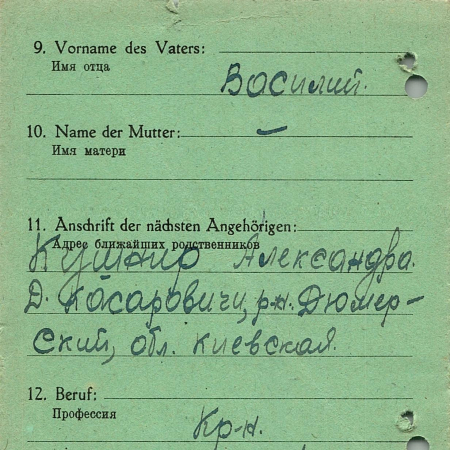 9. Vorname des Vaters:
Имя отца
Василий.
10. Name der Mutter: —
Имя матери
11. Anschrift der nächsten Angehörigen:
Адрес ближайших родственников
Кушнир Александра.
Д. Косаровичи, р-н. Дюмер-
ский, обл. Киевская.
12. Beruf:
Профессия
Кр-н.